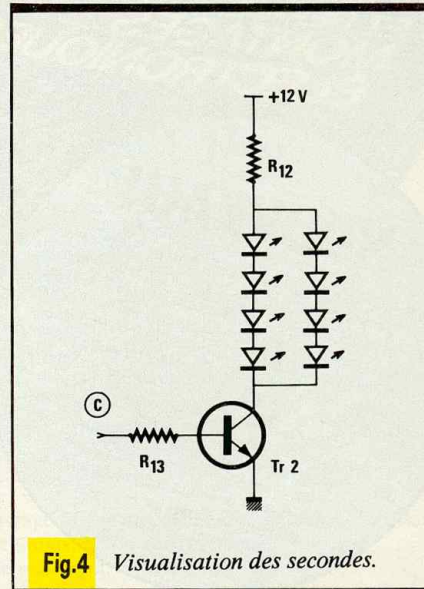 +12 V
R12
C
R13
Tr 2
Fig.4 Visualisation des secondes.